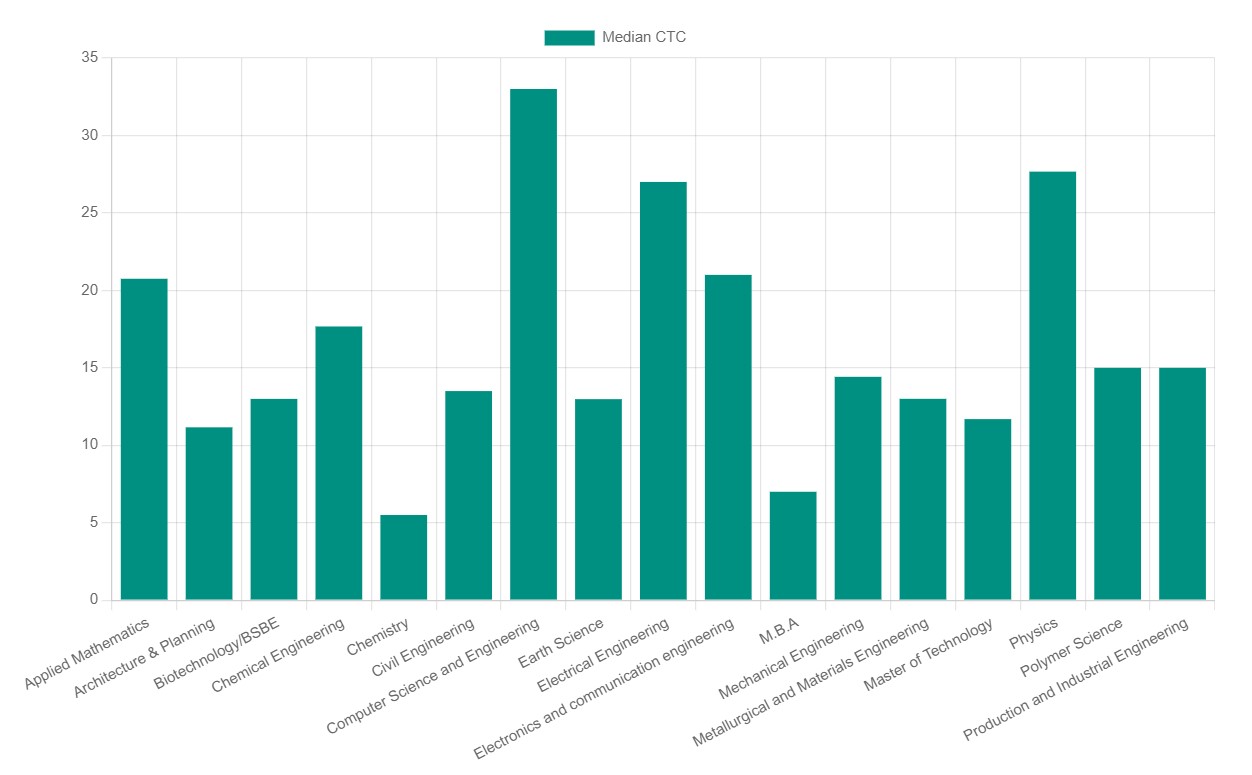 Median CTC
35
30
25
20
15
10
5
0
Applied Mathematics
Architecture & Planning
Biotechnology/BSBE
Chemical Engineering
Chemistry
Civil Engineering
Computer Science and Engineering
Earth Science
Electrical Engineering
Electronics and communication engineering
M.B.A
Mechanical Engineering
Metallurgical and Materials Engineering
Master of Technology
Physics
Polymer Science
Production and Industrial Engineering